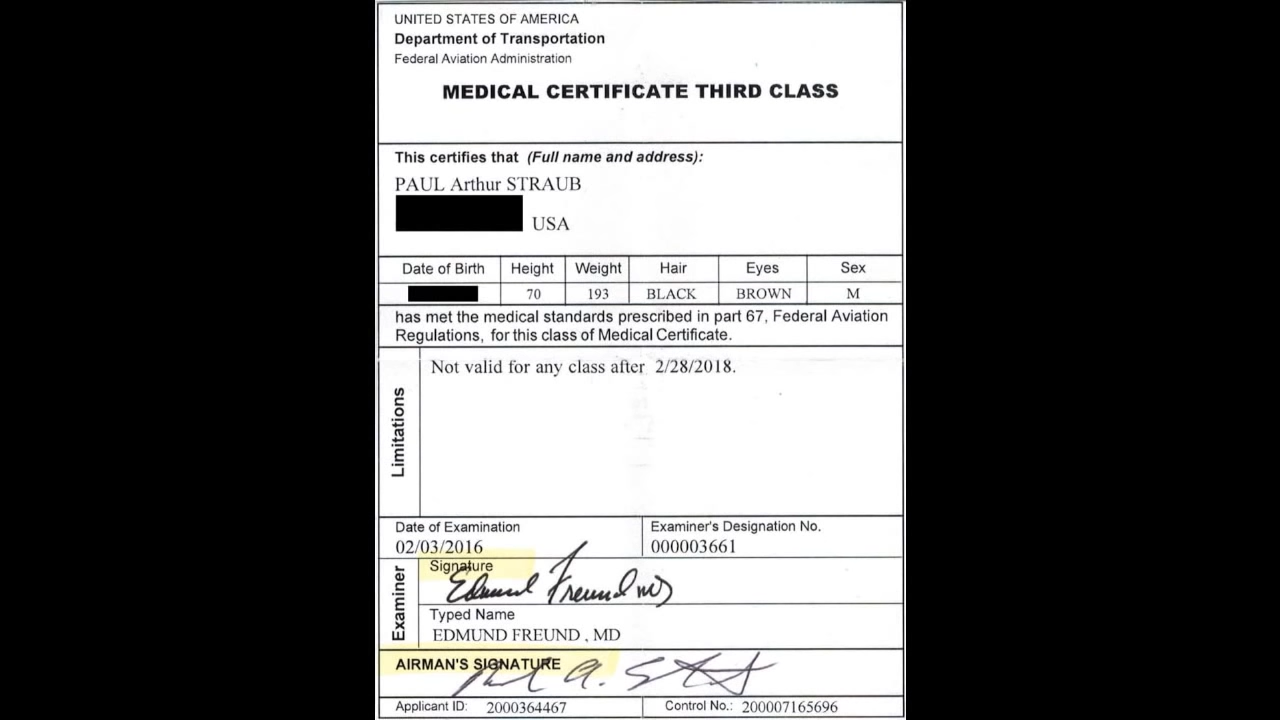 UNITED STATES OF AMERICA
Department of Transportation
Federal Aviation Administration
MEDICAL CERTIFICATE THIRD CLASS
This certifies that (Full name and address):
PAUL Arthur STRAUB
USA
Date of Birth Height Weight Hair Eyes Sex
70 193 BLACK BROWN M
has met the medical standards prescribed in part 67, Federal Aviation
Regulations, for this class of Medical Certificate.
Limitations
Not valid for any class after 2/28/2018.
Date of Examination Examiner's Designation No.
02/03/2016 000003661
Examiner
Signature
Edmund Freund MD
Typed Name
EDMUND FREUND , MD
AIRMAN'S SIGNATURE
Applicant ID: 2000364467 Control No.: 200007165696